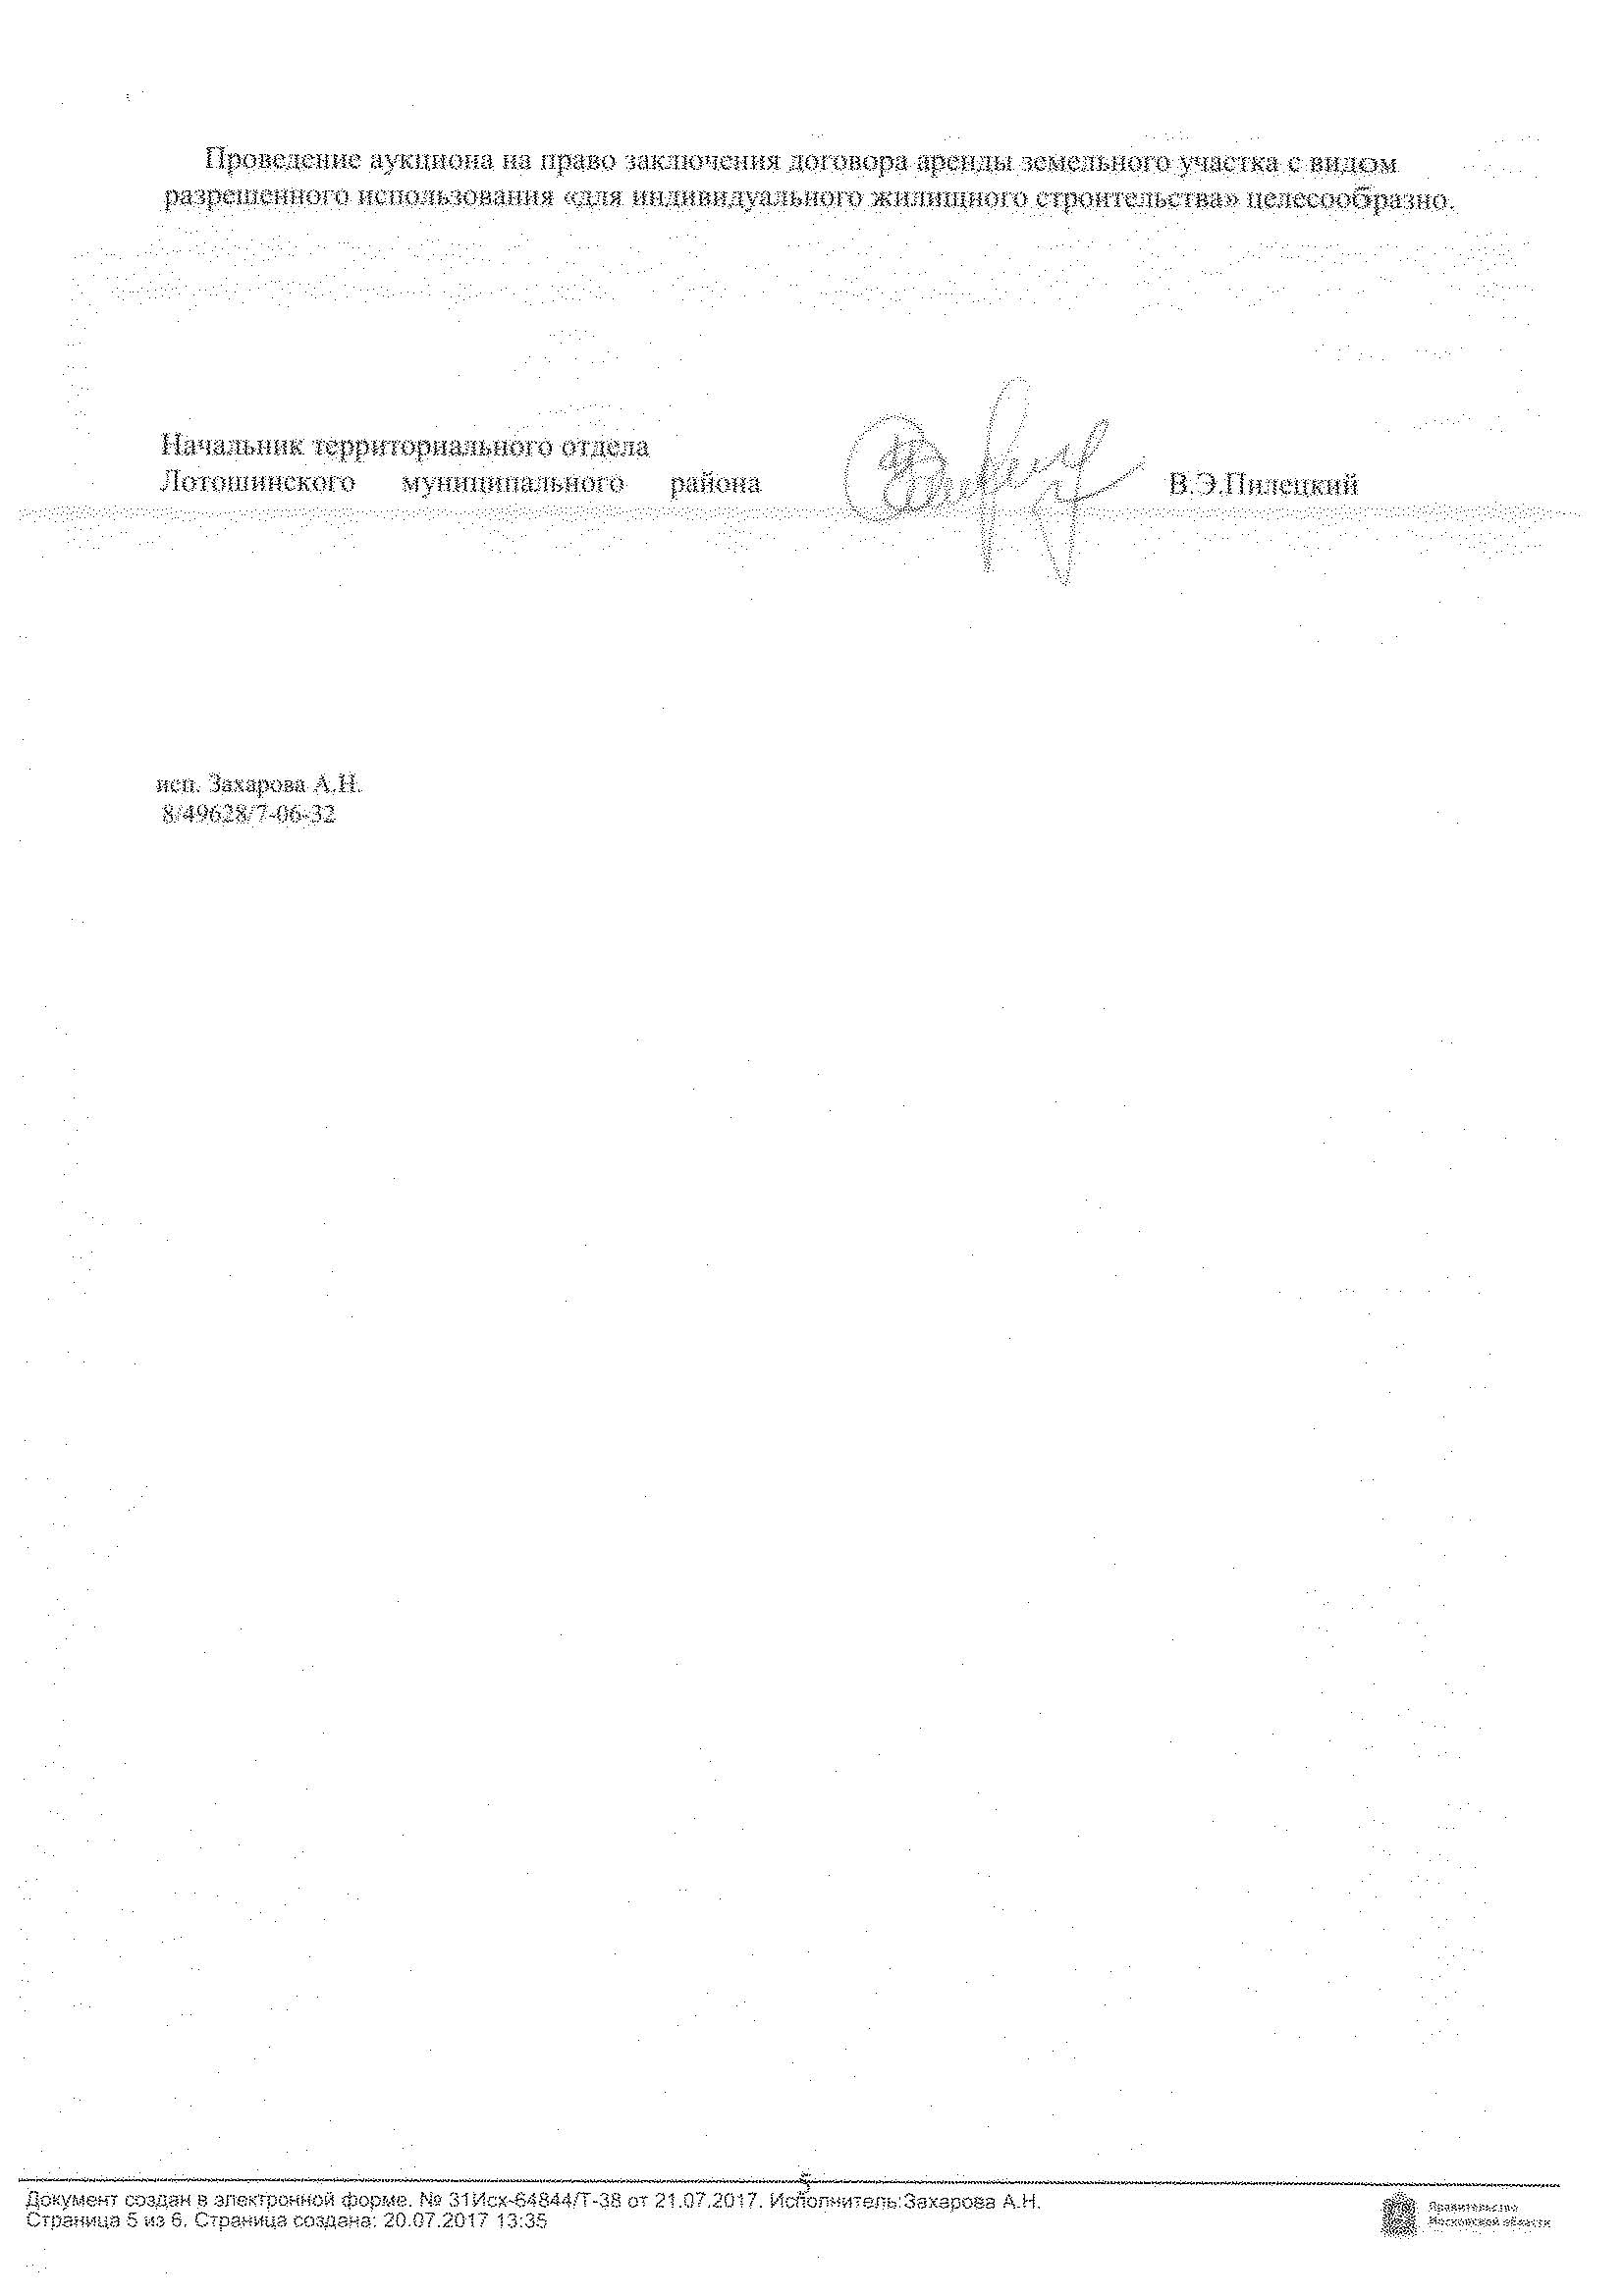 Проведение аукциона на право заключения договора аренды земельного участка с видом
разрешенного использования «для индивидуального жилищного строительства» целесообразно.
Начальник территориального отдела
Лотошинского муниципального района В.Э.Пилецкий
исп. Захарова А.Н.
8/49628/7-06-32
5
Документ создан в электронной форме. № 31Исх-64844/Т-38 от 21.07.2017. Исполнитель:Захарова А.Н.
Страница 5 из 6. Страница создана: 20.07.2017 13:35
Правительство
Московской области